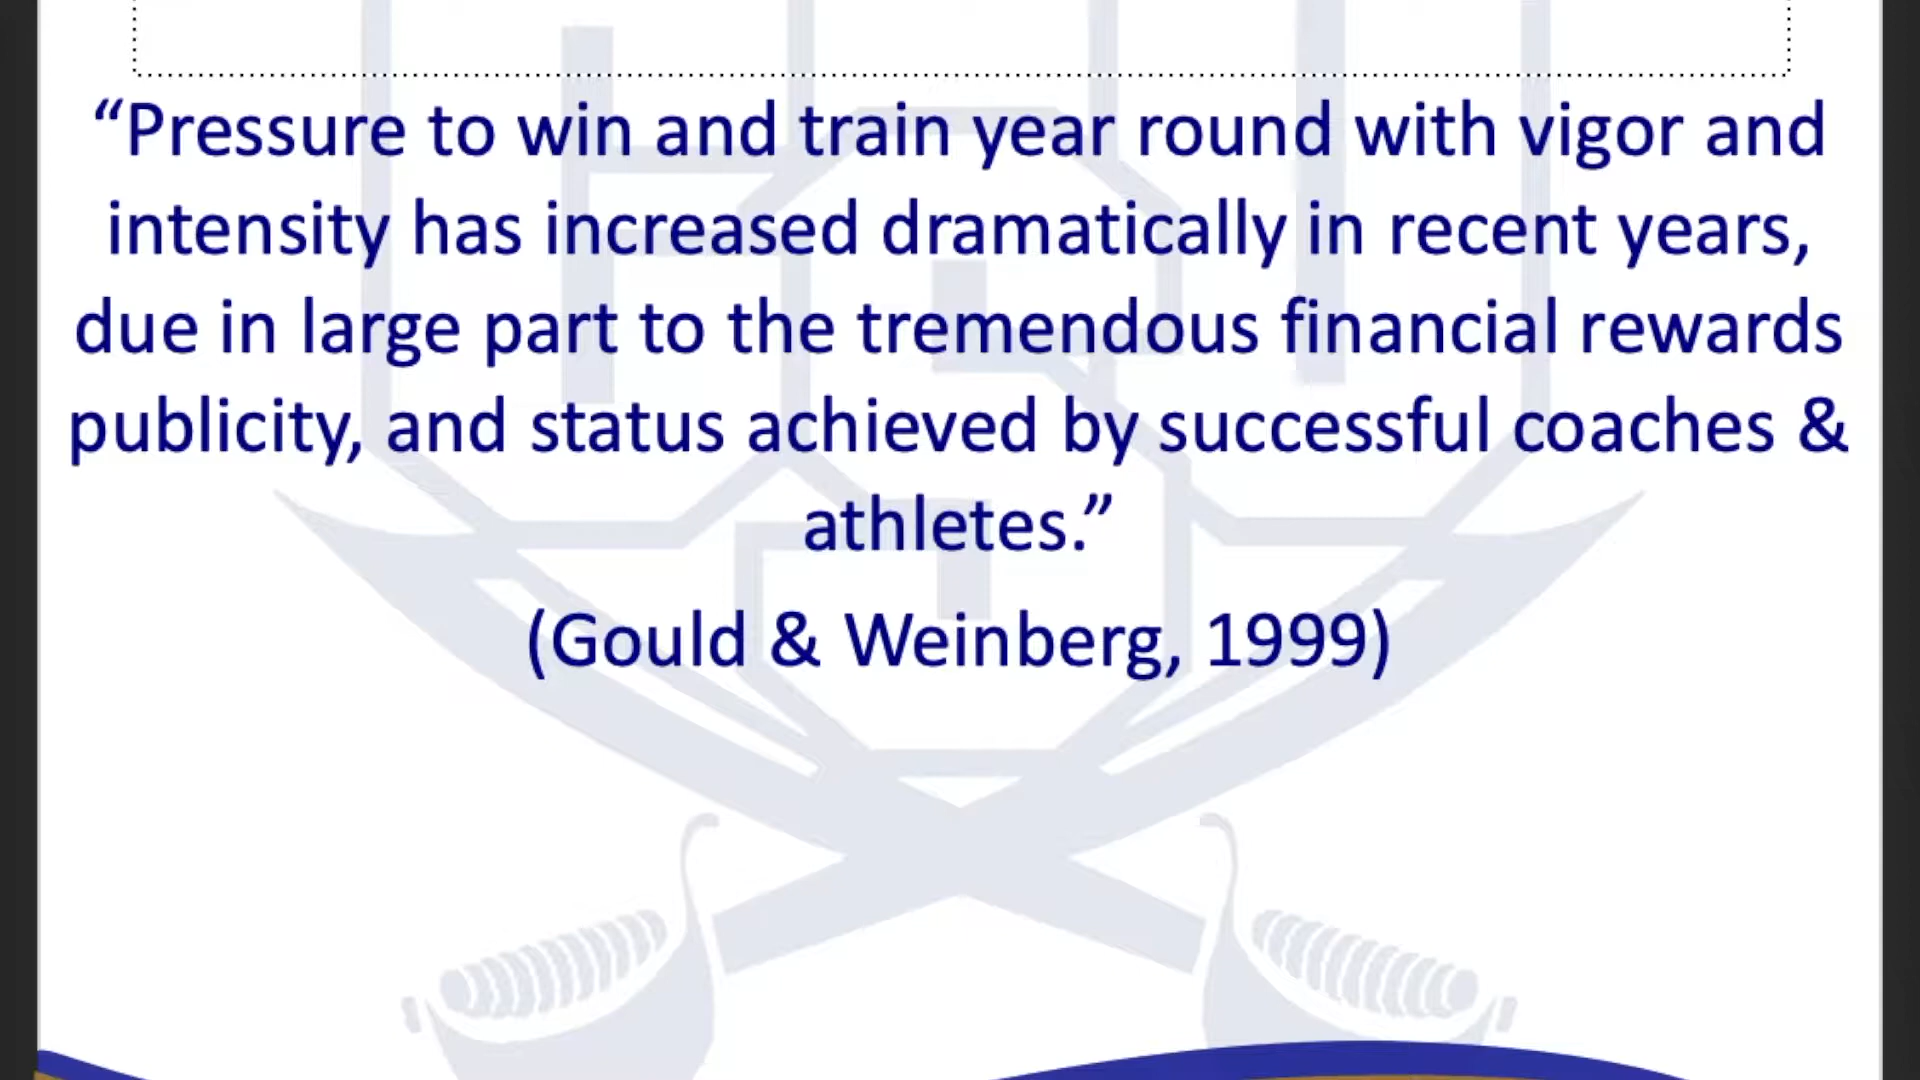 “Pressure to win and train year round with vigor and
intensity has increased dramatically in recent years,
due in large part to the tremendous financial rewards
publicity, and status achieved by successful coaches &
athletes.”
(Gould & Weinberg, 1999)